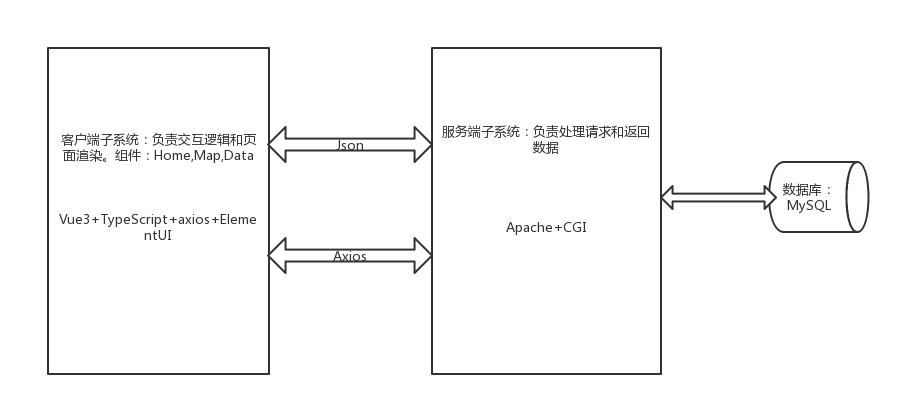 客户端子系统：负责交互逻辑和页
面渲染。组件：Home,Map,Data
Vue3+TypeScript+axios+Eleme
ntUI
Json
Axios
服务端子系统：负责处理请求和返回
数据
Apache+CGI
数据库：
MySQL